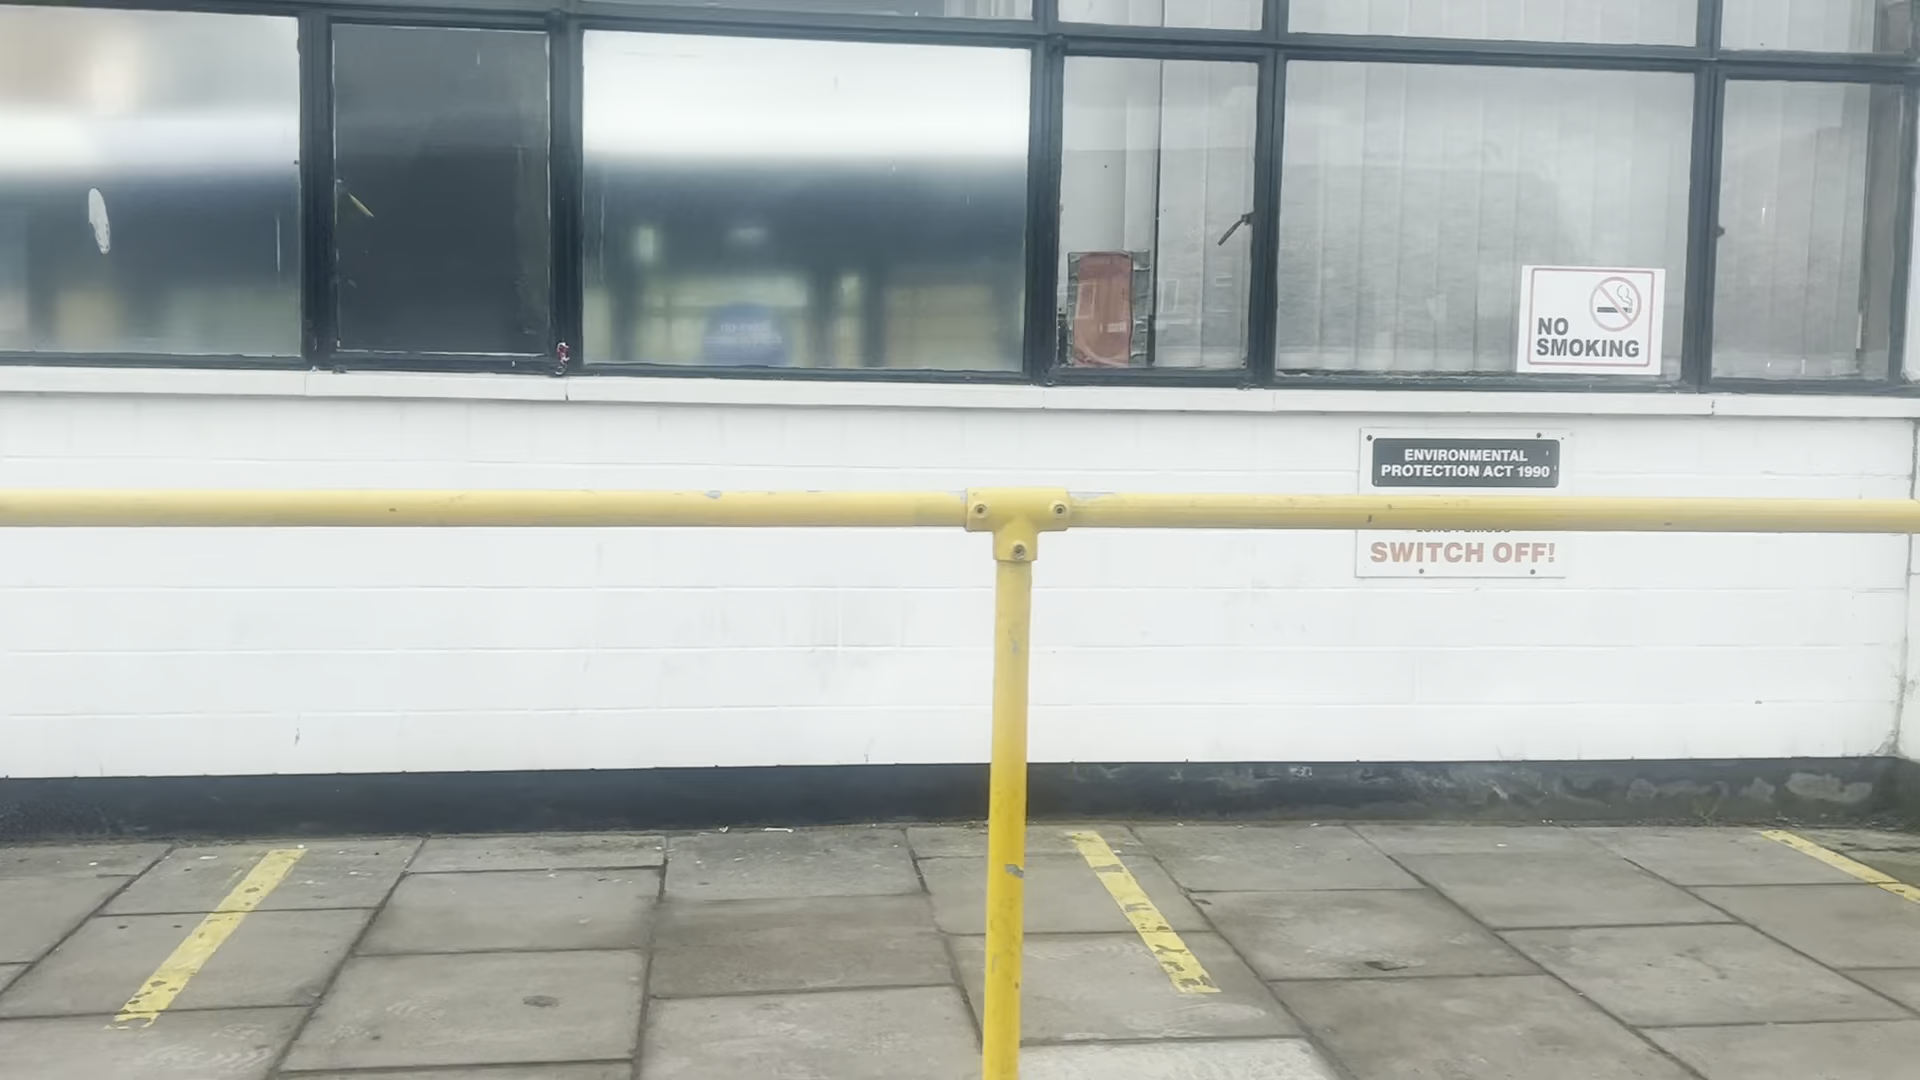 NO
SMOKING
ENVIRONMENTAL
PROTECTION ACT 1990
SWITCH OFF!